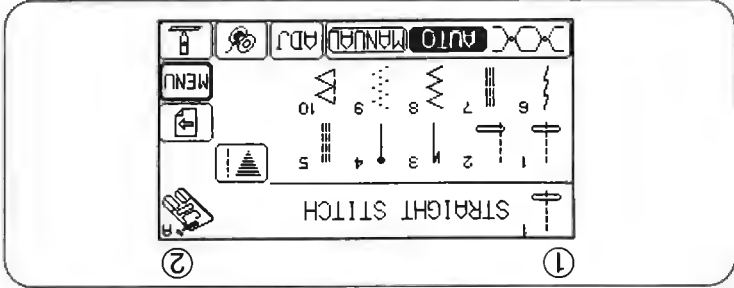 ① ②
1 STRAIGHT STITCH A
1 2 3 4 5
6 7 8 9 10 MENU
AUTO MANUAL ADJ